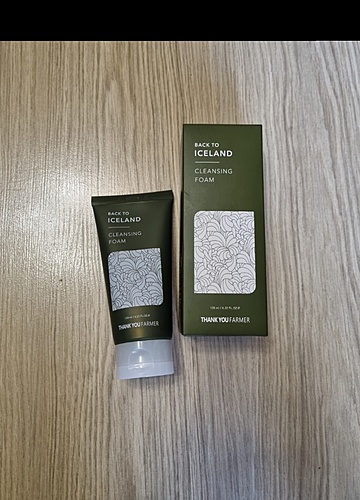 BACK TO
ICELAND
CLEANSING
FOAM
THANK YOU FARMER
BACK TO
ICELAND
CLEANSING
FOAM
THANK YOU FARMER